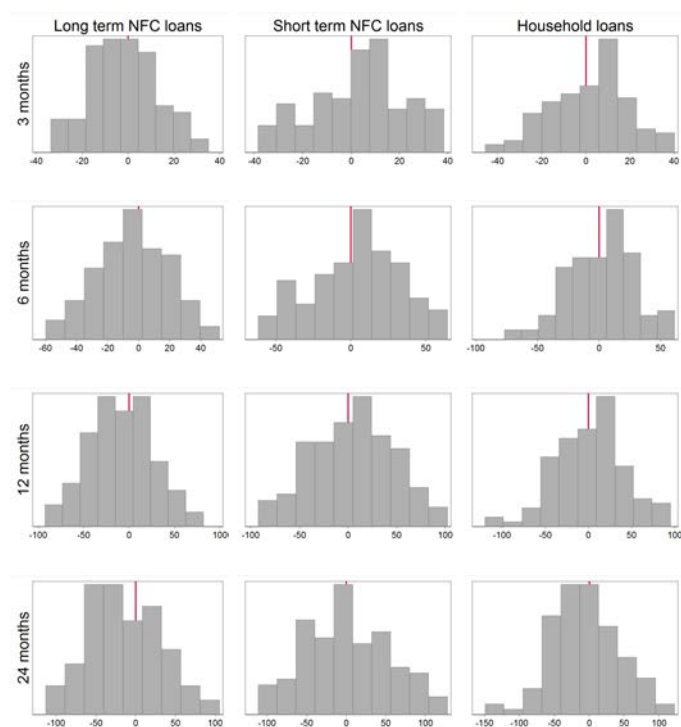 Long term NFC loans Short term NFC loans Household loans
3 months
-40 -20 0 20 40 -40 -20 0 20 40 -40 -20 0 20 40
6 months
-60 -40 -20 0 20 40 -50 0 50 -100 -50 0 50
12 months
-100 -50 0 50 100 -100 -50 0 50 100 -100 -50 0 50 100
24 months
-100 -50 0 50 100 -100 -50 0 50 100 -150 -100 -50 0 50 100